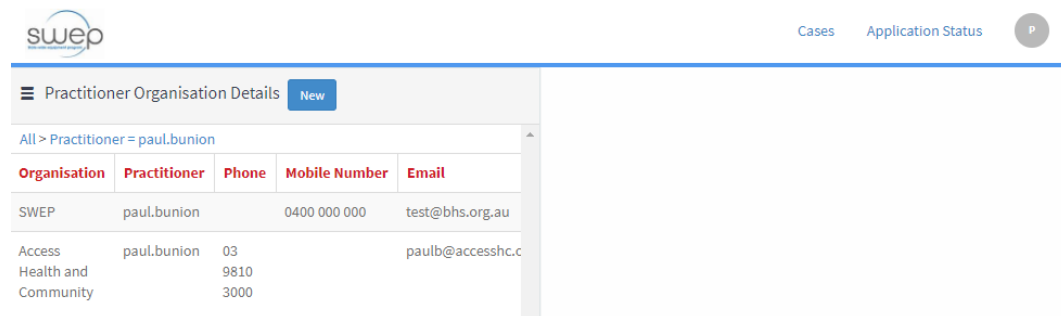 swep
Cases Application Status P
Practitioner Organisation Details New
All > Practitioner = paul.bunion
Organisation Practitioner Phone Mobile Number Email
SWEP paul.bunion 0400 000 000 test@bhs.org.au
Access paul.bunion 03 paulb@accesshc.c
Health and 9810
Community 3000